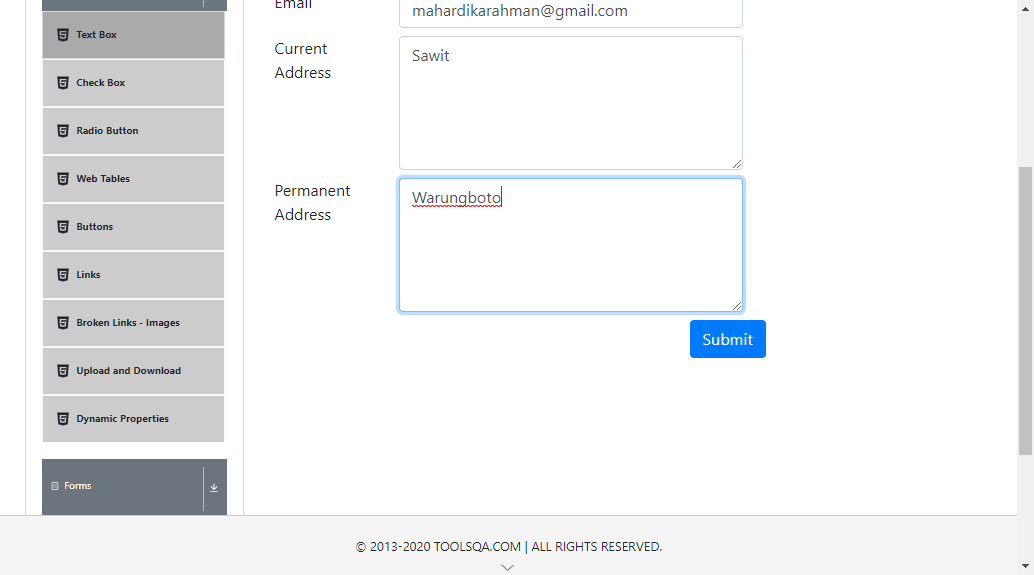 Email
mahardikarahman@gmail.com
Text Box
Current
Address
Sawit
Check Box
Radio Button
Web Tables
Permanent
Address
Warungboto
Buttons
Links
Broken Links - Images
Submit
Upload and Download
Dynamic Properties
Forms
© 2013-2020 TOOLSQA.COM | ALL RIGHTS RESERVED.